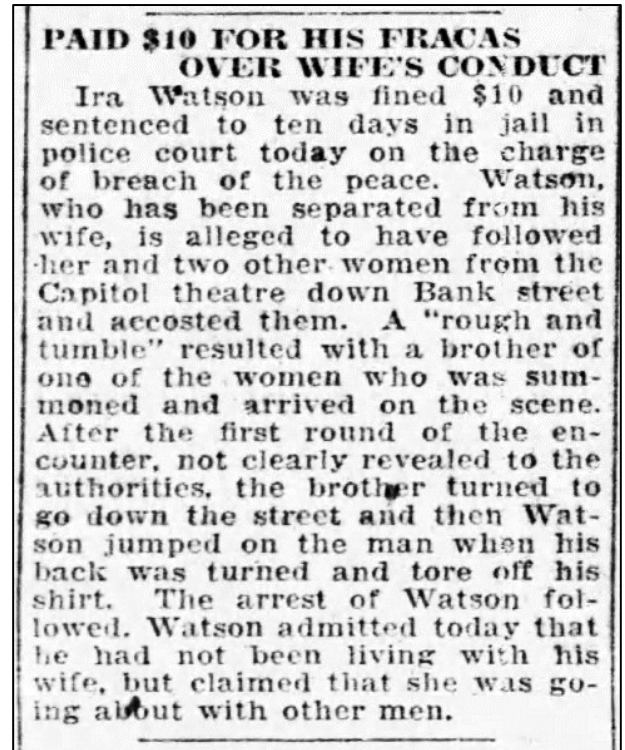 PAID $10 FOR HIS FRACAS
OVER WIFE'S CONDUCT
Ira Watson was fined $10 and
sentenced to ten days in jail in
police court today on the charge
of breach of the peace. Watson,
who has been separated from his
wife, is alleged to have followed
her and two other women from the
Capitol theatre down Bank street
and accosted them. A "rough and
tumble" resulted with a brother of
one of the women who was sum-
moned and arrived on the scene.
After the first round of the en-
counter, not clearly revealed to the
authorities, the brother turned to
go down the street and then Wat-
son jumped on the man when his
back was turned and tore off his
shirt. The arrest of Watson fol-
lowed. Watson admitted today that
he had not been living with his
wife, but claimed that she was go-
ing about with other men.